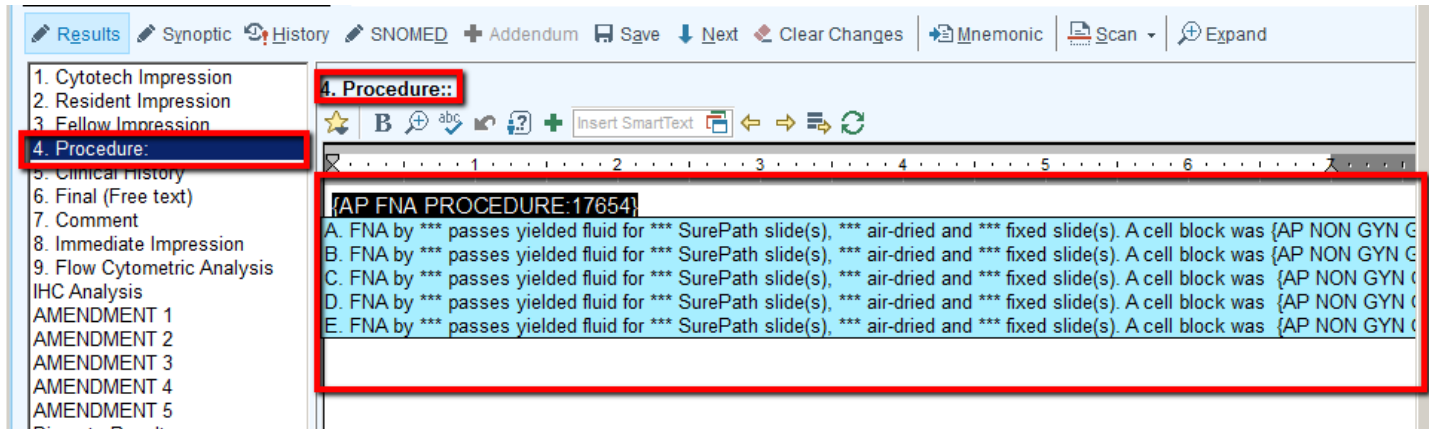 Results Synoptic History SNOMED Addendum Save Next Clear Changes Mnemonic Scan Expand
1. Cytotech Impression
2. Resident Impression
3. Fellow Impression
4. Procedure:
5. Clinical History
6. Final (Free text)
7. Comment
8. Immediate Impression
9. Flow Cytometric Analysis
IHC Analysis
AMENDMENT 1
AMENDMENT 2
AMENDMENT 3
AMENDMENT 4
AMENDMENT 5
4. Procedure::
B abc Insert SmartText
1 2 3 4 5 6 7
{AP FNA PROCEDURE:17654}
A. FNA by *** passes yielded fluid for *** SurePath slide(s), *** air-dried and *** fixed slide(s). A cell block was {AP NON GYN G
B. FNA by *** passes yielded fluid for *** SurePath slide(s), *** air-dried and *** fixed slide(s). A cell block was {AP NON GYN G
C. FNA by *** passes yielded fluid for *** SurePath slide(s), *** air-dried and *** fixed slide(s). A cell block was {AP NON GYN
D. FNA by *** passes yielded fluid for *** SurePath slide(s), *** air-dried and *** fixed slide(s). A cell block was {AP NON GYN
E. FNA by *** passes yielded fluid for *** SurePath slide(s), *** air-dried and *** fixed slide(s). A cell block was {AP NON GYN